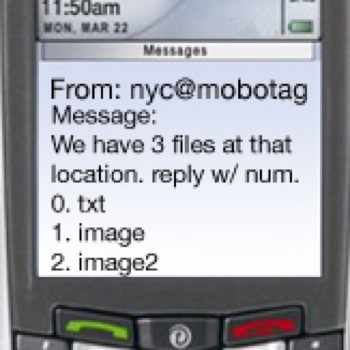 11:50am
MON, MAR 22
Messages
From: nyc@mobotag
Message:
We have 3 files at that
location. reply w/ num.
0. txt
1. image
2. image2